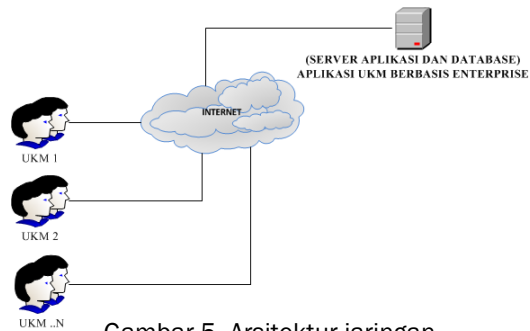 (SERVER APLIKASI DAN DATABASE)
APLIKASI UKM BERBASIS ENTERPRISE
INTERNET
UKM 1
UKM 2
UKM ..N
Gambar 5. Arsitektur jaringan